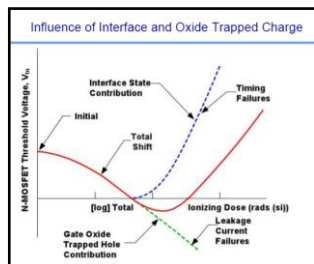 Influence of Interface and Oxide Trapped Charge
N-MOSFET Threshold Voltage, V
Interface State
Contribution
Timing
Failures
Initial
Total
Shift
[log] Total
Ionizing Dose (rads (si))
Gate Oxide
Trapped Hole
Contribution
Leakage
Current
Failures